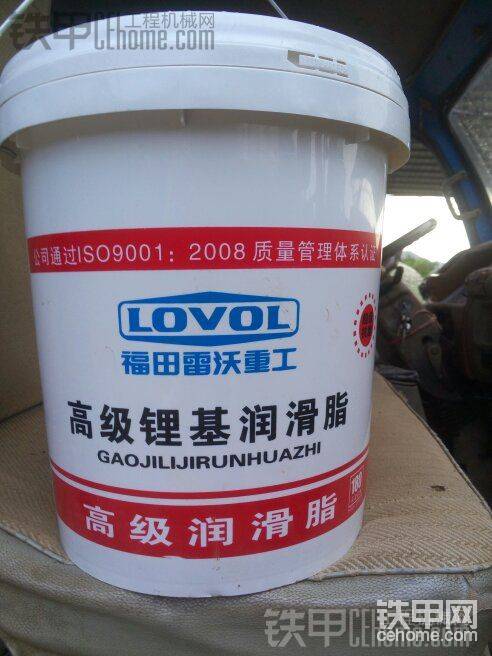 铁甲 工程机械网
cehome.com
公司通过ISO9001：2008 质量管理体系认证
LOVOL
福田雷沃重工
高级锂基润滑脂
GAOJILIJIRUNHUAZHI
180
高级润滑脂
铁甲网
cehome.com